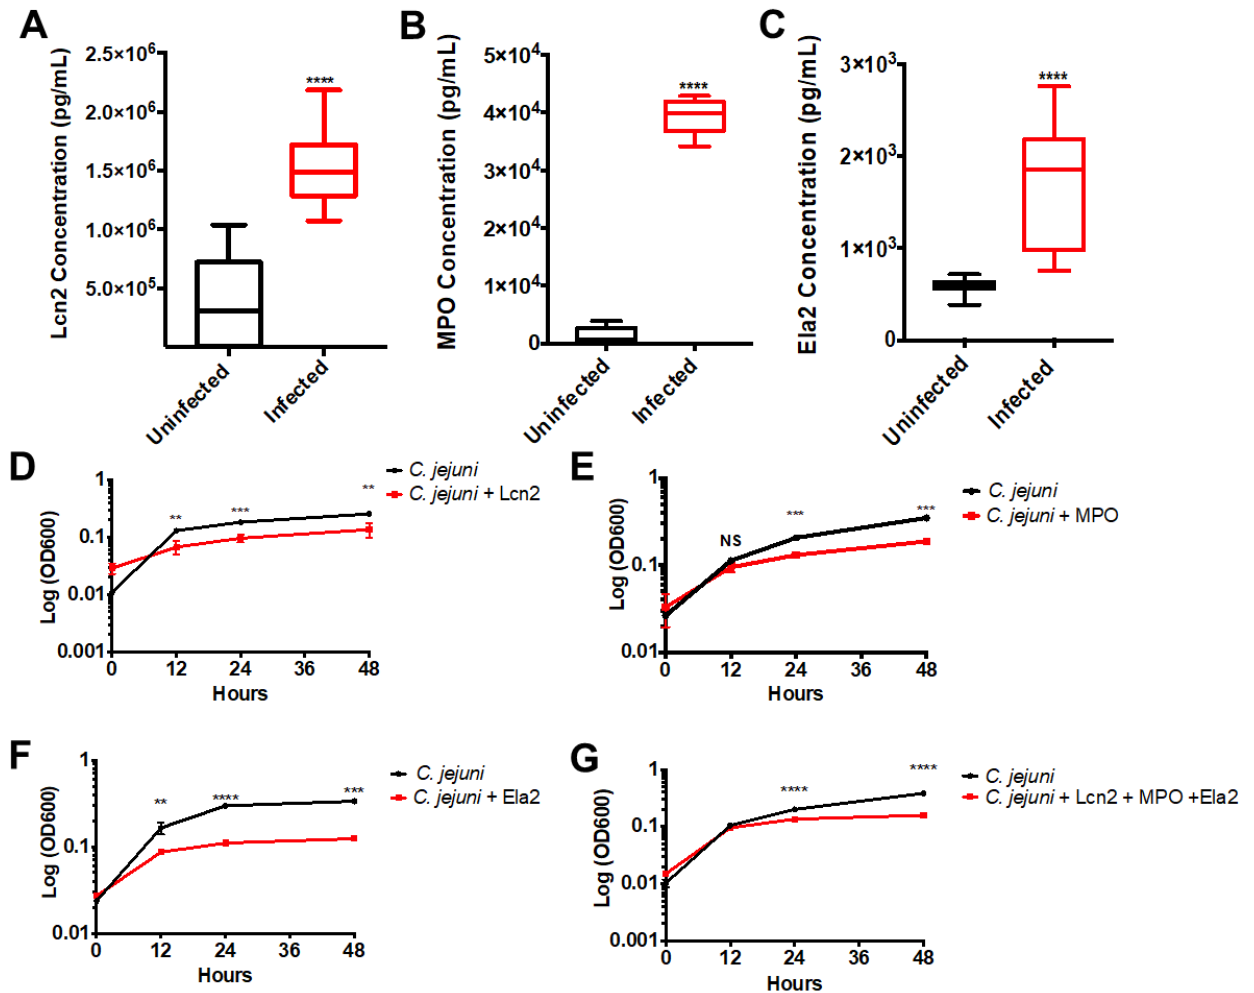 A
Lcn2 Concentration (pg/mL)
2.5×10⁶
2.0×10⁶
1.5×10⁶
1.0×10⁶
5.0×10⁵
****
Uninfected
Infected
B
MPO Concentration (pg/mL)
5×10⁴
4×10⁴
3×10⁴
2×10⁴
1×10⁴
0
****
Uninfected
Infected
C
Ela2 Concentration (pg/mL)
3×10³
2×10³
1×10³
0
****
Uninfected
Infected
D
Log (OD600)
1
0.1
0.01
0.001
** *** **
C. jejuni
C. jejuni + Lcn2
0 12 24 36 48
Hours
E
Log (OD600)
1
0.1
0.01
NS *** ***
C. jejuni
C. jejuni + MPO
0 12 24 36 48
Hours
F
Log (OD600)
1
0.1
0.01
** **** ***
C. jejuni
C. jejuni + Ela2
0 12 24 36 48
Hours
G
Log (OD600)
1
0.1
0.01
0.001
**** ****
C. jejuni
C. jejuni + Lcn2 + MPO +Ela2
0 12 24 36 48
Hours